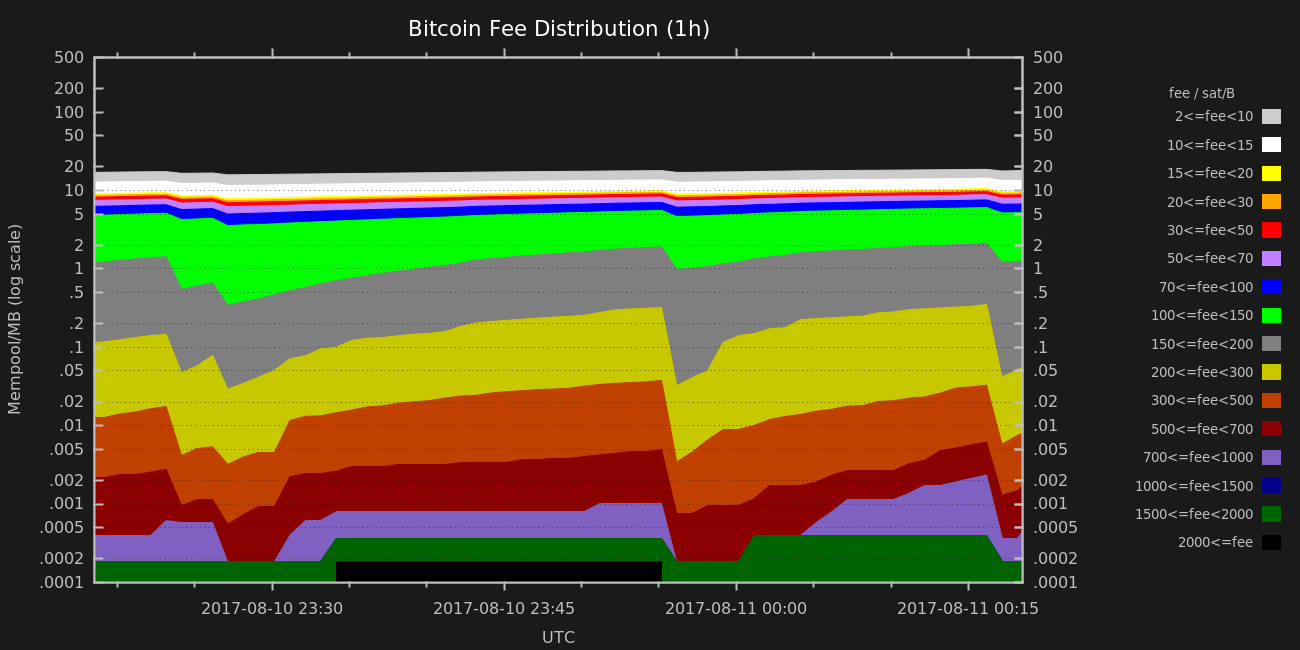 Bitcoin Fee Distribution (1h)
500 500
200 200
100 100
50 50
20 20
10 10
5 5
2 2
1 1
.5 .5
.2 .2
.1 .1
.05 .05
.02 .02
.01 .01
.005 .005
.002 .002
.001 .001
.0005 .0005
.0002 .0002
.0001 .0001
Mempool/MB (log scale)
2017-08-10 23:30 2017-08-10 23:45 2017-08-11 00:00 2017-08-11 00:15
UTC
fee / sat/B
2<=fee<10
10<=fee<15
15<=fee<20
20<=fee<30
30<=fee<50
50<=fee<70
70<=fee<100
100<=fee<150
150<=fee<200
200<=fee<300
300<=fee<500
500<=fee<700
700<=fee<1000
1000<=fee<1500
1500<=fee<2000
2000<=fee